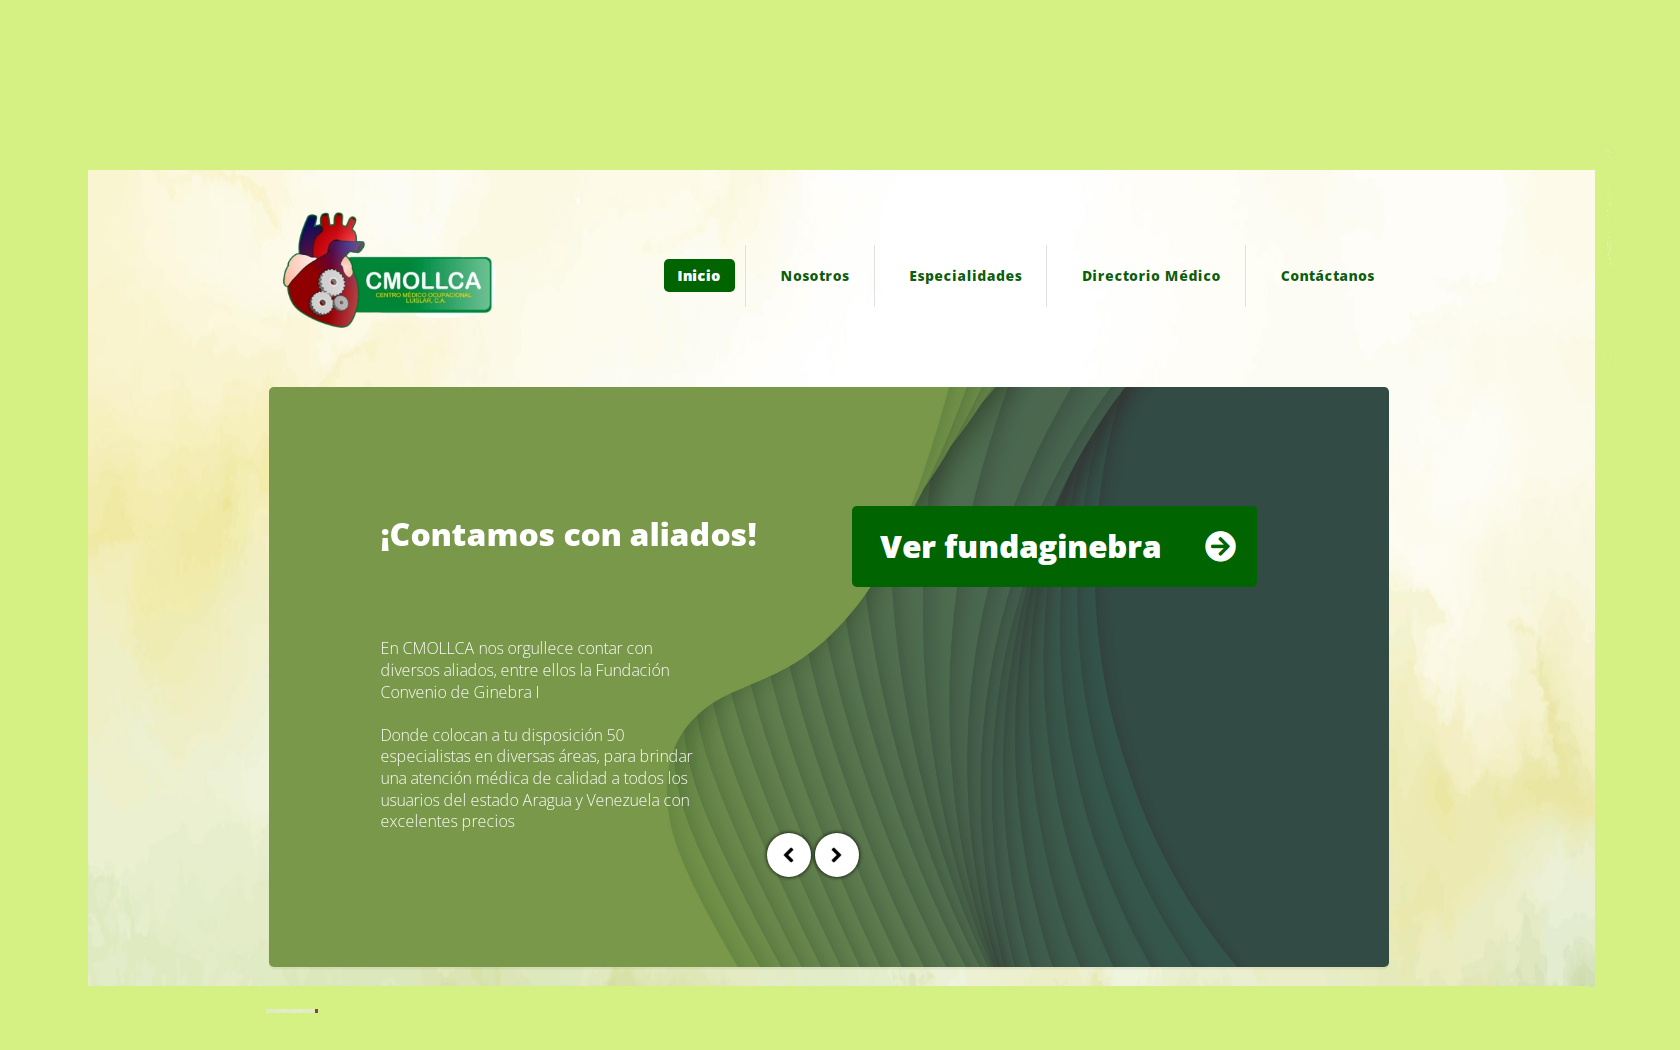 CMOLLCA
CENTRO MÉDICO OCUPACIONAL
LUISLAR, C.A.
Inicio
Nosotros
Especialidades
Directorio Médico
Contáctanos
¡Contamos con aliados!
Ver fundaginebra
En CMOLLCA nos orgullece contar con
diversos aliados, entre ellos la Fundación
Convenio de Ginebra I
Donde colocan a tu disposición 50
especialistas en diversas áreas, para brindar
una atención médica de calidad a todos los
usuarios del estado Aragua y Venezuela con
excelentes precios